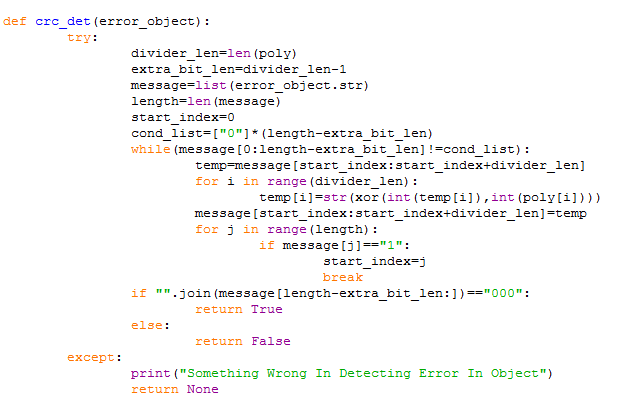 def crc_det(error_object):
        try:
                divider_len=len(poly)
                extra_bit_len=divider_len-1
                message=list(error_object.str)
                length=len(message)
                start_index=0
                cond_list=["0"]*(length-extra_bit_len)
                while(message[0:length-extra_bit_len]!=cond_list):
                        temp=message[start_index:start_index+divider_len]
                        for i in range(divider_len):
                                temp[i]=str(xor(int(temp[i]),int(poly[i])))
                        message[start_index:start_index+divider_len]=temp
                        for j in range(length):
                                if message[j]=="1":
                                        start_index=j
                                        break
                if "".join(message[length-extra_bit_len:])=="000":
                        return True
                else:
                        return False
        except:
                print("Something Wrong In Detecting Error In Object")
                return None